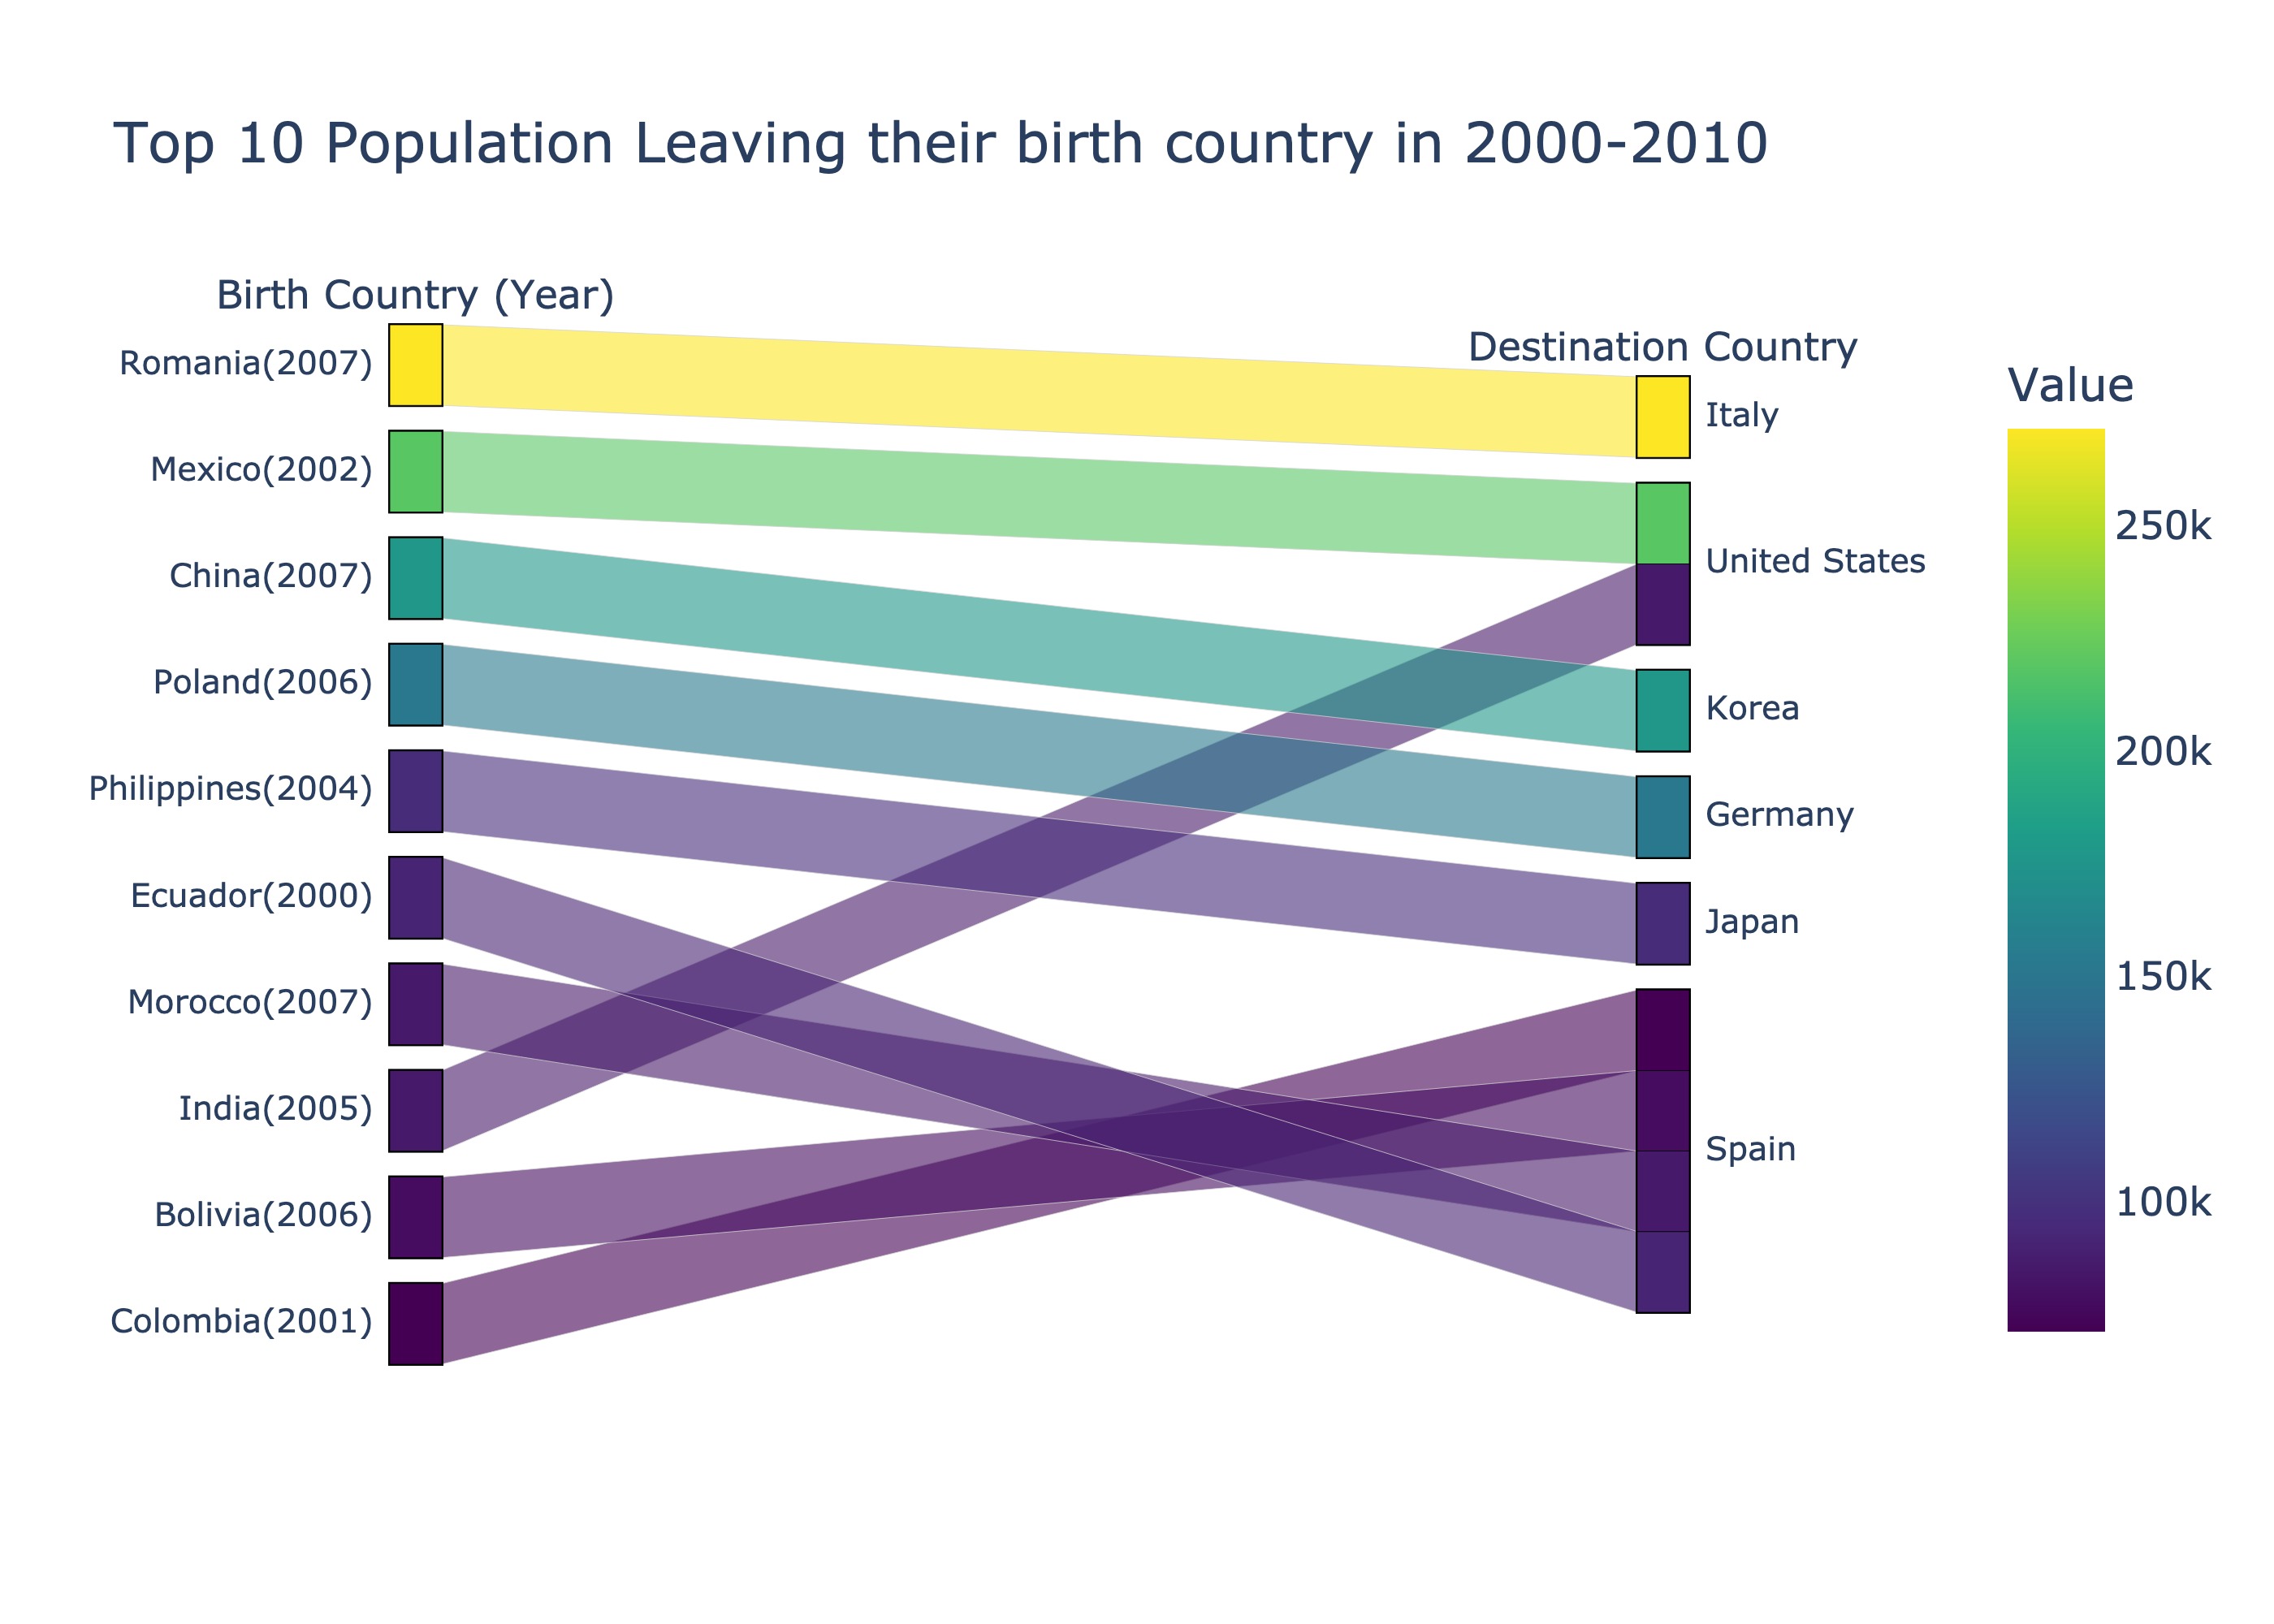 Top 10 Population Leaving their birth country in 2000-2010
Birth Country (Year)
Romania(2007)
Mexico(2002)
China(2007)
Poland(2006)
Philippines(2004)
Ecuador(2000)
Morocco(2007)
India(2005)
Bolivia(2006)
Colombia(2001)
Destination Country
Italy
United States
Korea
Germany
Japan
Spain
Value
250k
200k
150k
100k